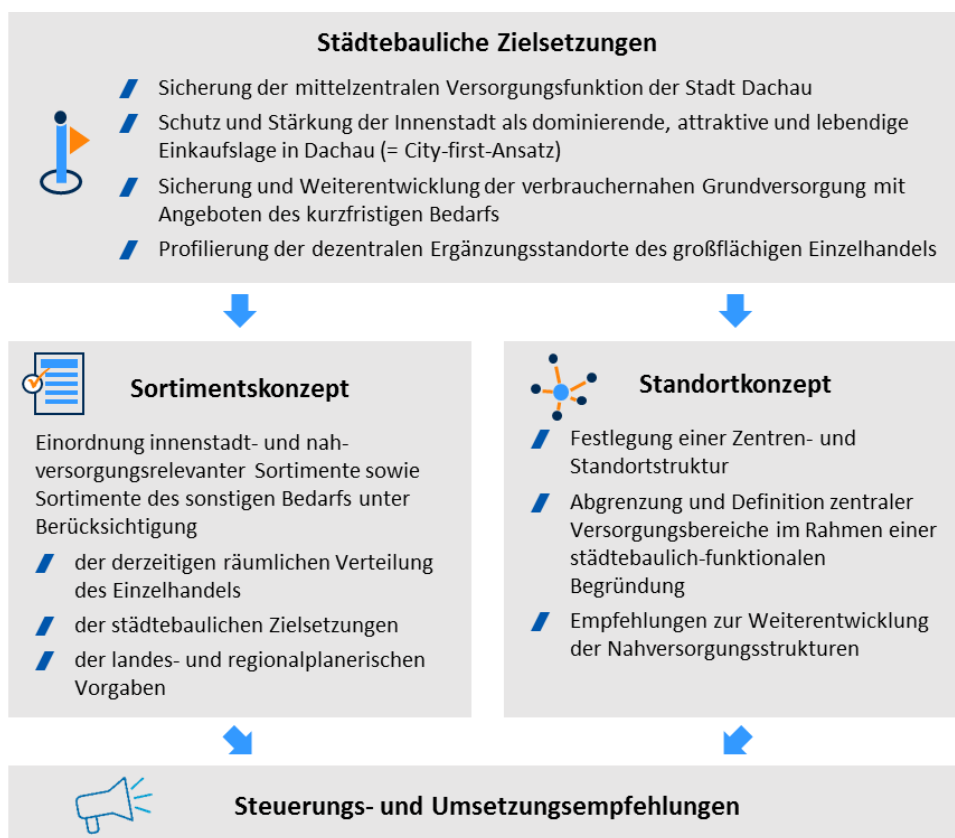 Städtebauliche Zielsetzungen
Sicherung der mittelzentralen Versorgungsfunktion der Stadt Dachau
Schutz und Stärkung der Innenstadt als dominierende, attraktive und lebendige
Einkaufslage in Dachau (= City-first-Ansatz)
Sicherung und Weiterentwicklung der verbrauchernahen Grundversorgung mit
Angeboten des kurzfristigen Bedarfs
Profilierung der dezentralen Ergänzungsstandorte des großflächigen Einzelhandels
Sortimentskonzept
Einordnung innenstadt- und nah-
versorgungsrelevanter Sortimente sowie
Sortimente des sonstigen Bedarfs unter
Berücksichtigung
der derzeitigen räumlichen Verteilung
des Einzelhandels
der städtebaulichen Zielsetzungen
der landes- und regionalplanerischen
Vorgaben
Standortkonzept
Festlegung einer Zentren- und
Standortstruktur
Abgrenzung und Definition zentraler
Versorgungsbereiche im Rahmen einer
städtebaulich-funktionalen
Begründung
Empfehlungen zur Weiterentwicklung
der Nahversorgungsstrukturen
Steuerungs- und Umsetzungsempfehlungen